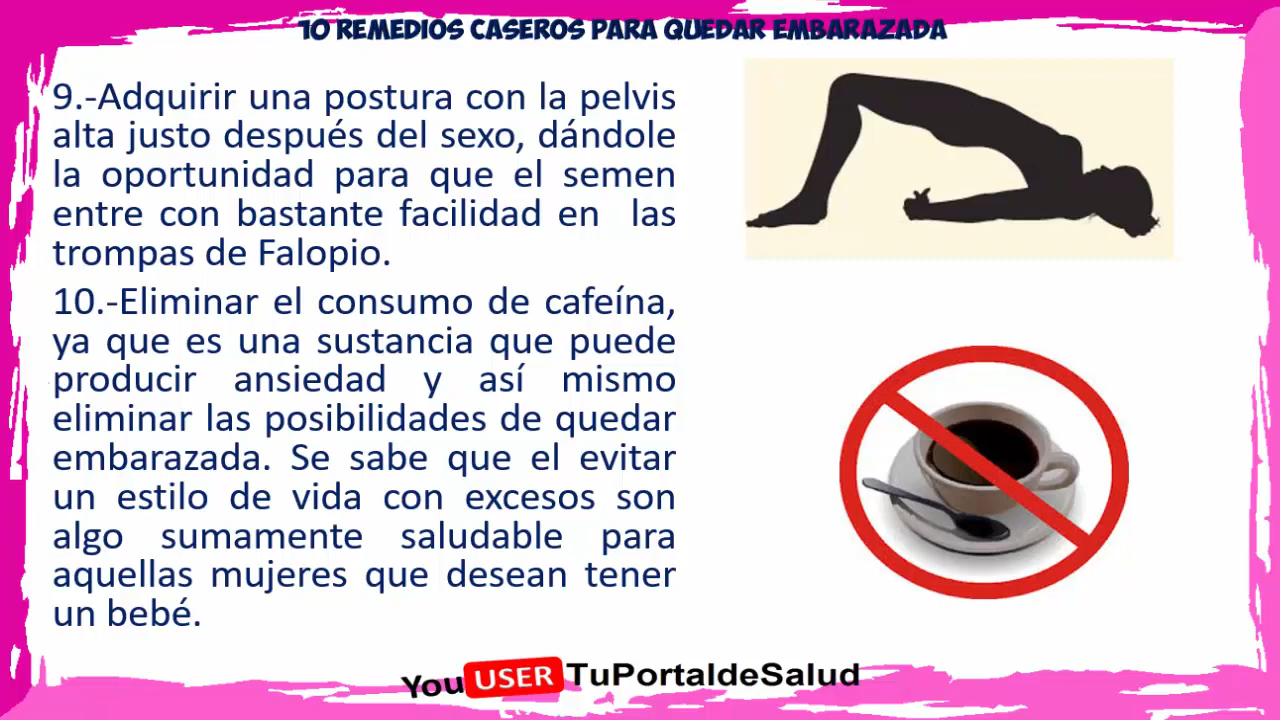 10 REMEDIOS CASEROS PARA QUEDAR EMBARAZADA
9.-Adquirir una postura con la pelvis
alta justo después del sexo, dándole
la oportunidad para que el semen
entre con bastante facilidad en las
trompas de Falopio.
10.-Eliminar el consumo de cafeína,
ya que es una sustancia que puede
producir ansiedad y así mismo
eliminar las posibilidades de quedar
embarazada. Se sabe que el evitar
un estilo de vida con excesos son
algo sumamente saludable para
aquellas mujeres que desean tener
un bebé.
You USER TuPortaldeSalud